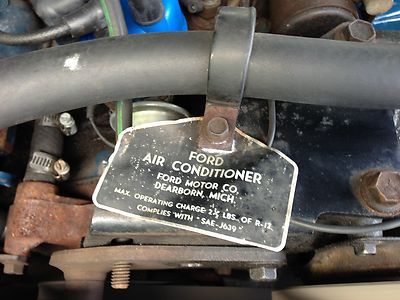 FORD
AIR CONDITIONER
FORD MOTOR CO.
DEARBORN, MICH.
MAX. OPERATING CHARGE 2¼ LBS. OF R-12
COMPLIES WITH "SAE-J639"